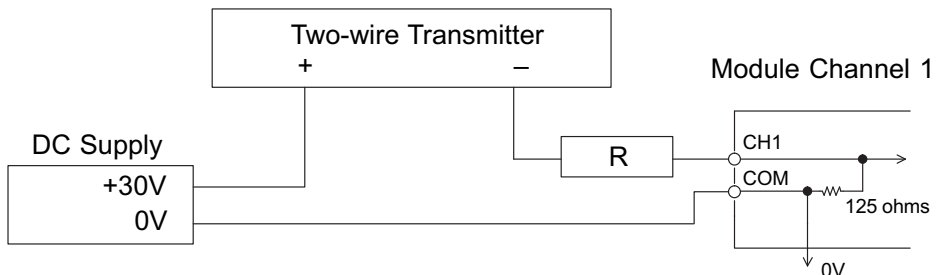 Two-wire Transmitter
+ –
Module Channel 1
DC Supply
+30V
0V
R
CH1
COM
125 ohms
0V